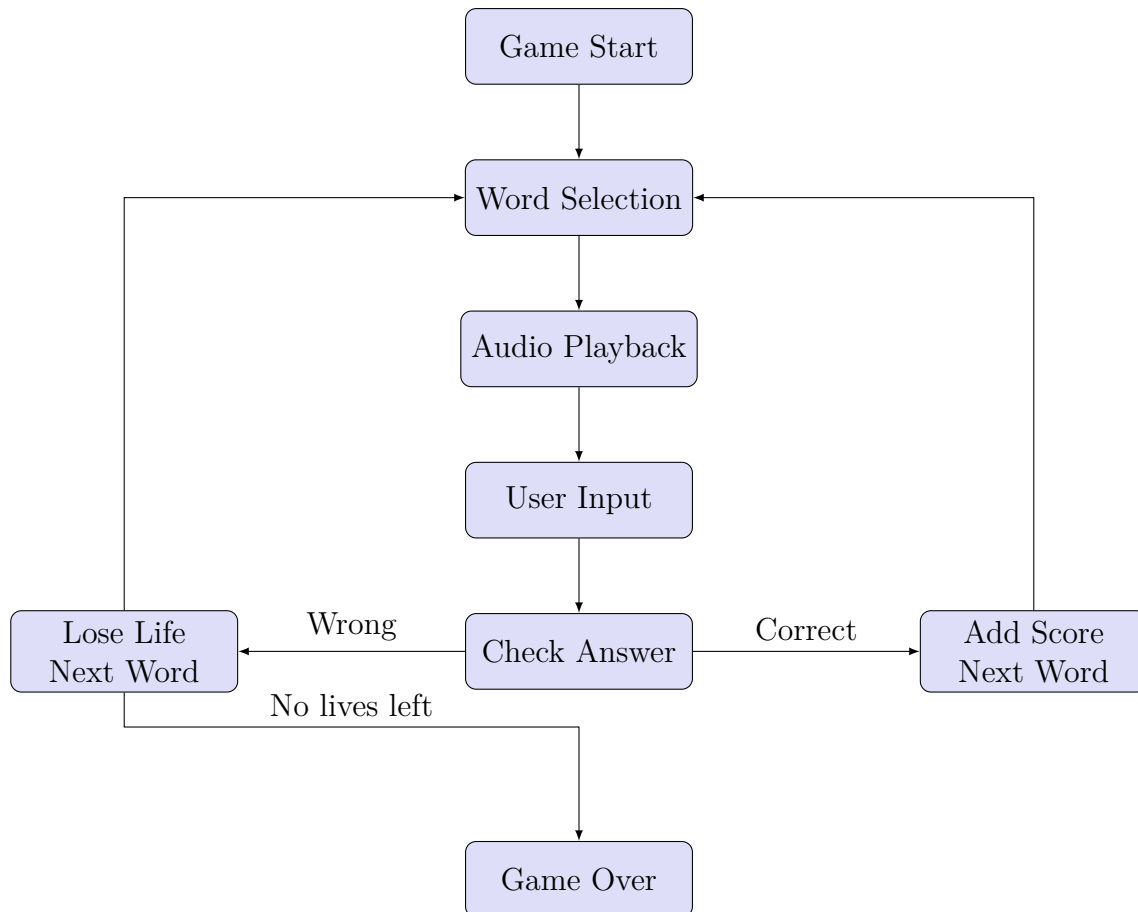 Game Start
Word Selection
Audio Playback
User Input
Lose Life
Next Word
Wrong
Check Answer
Correct
Add Score
Next Word
No lives left
Game Over